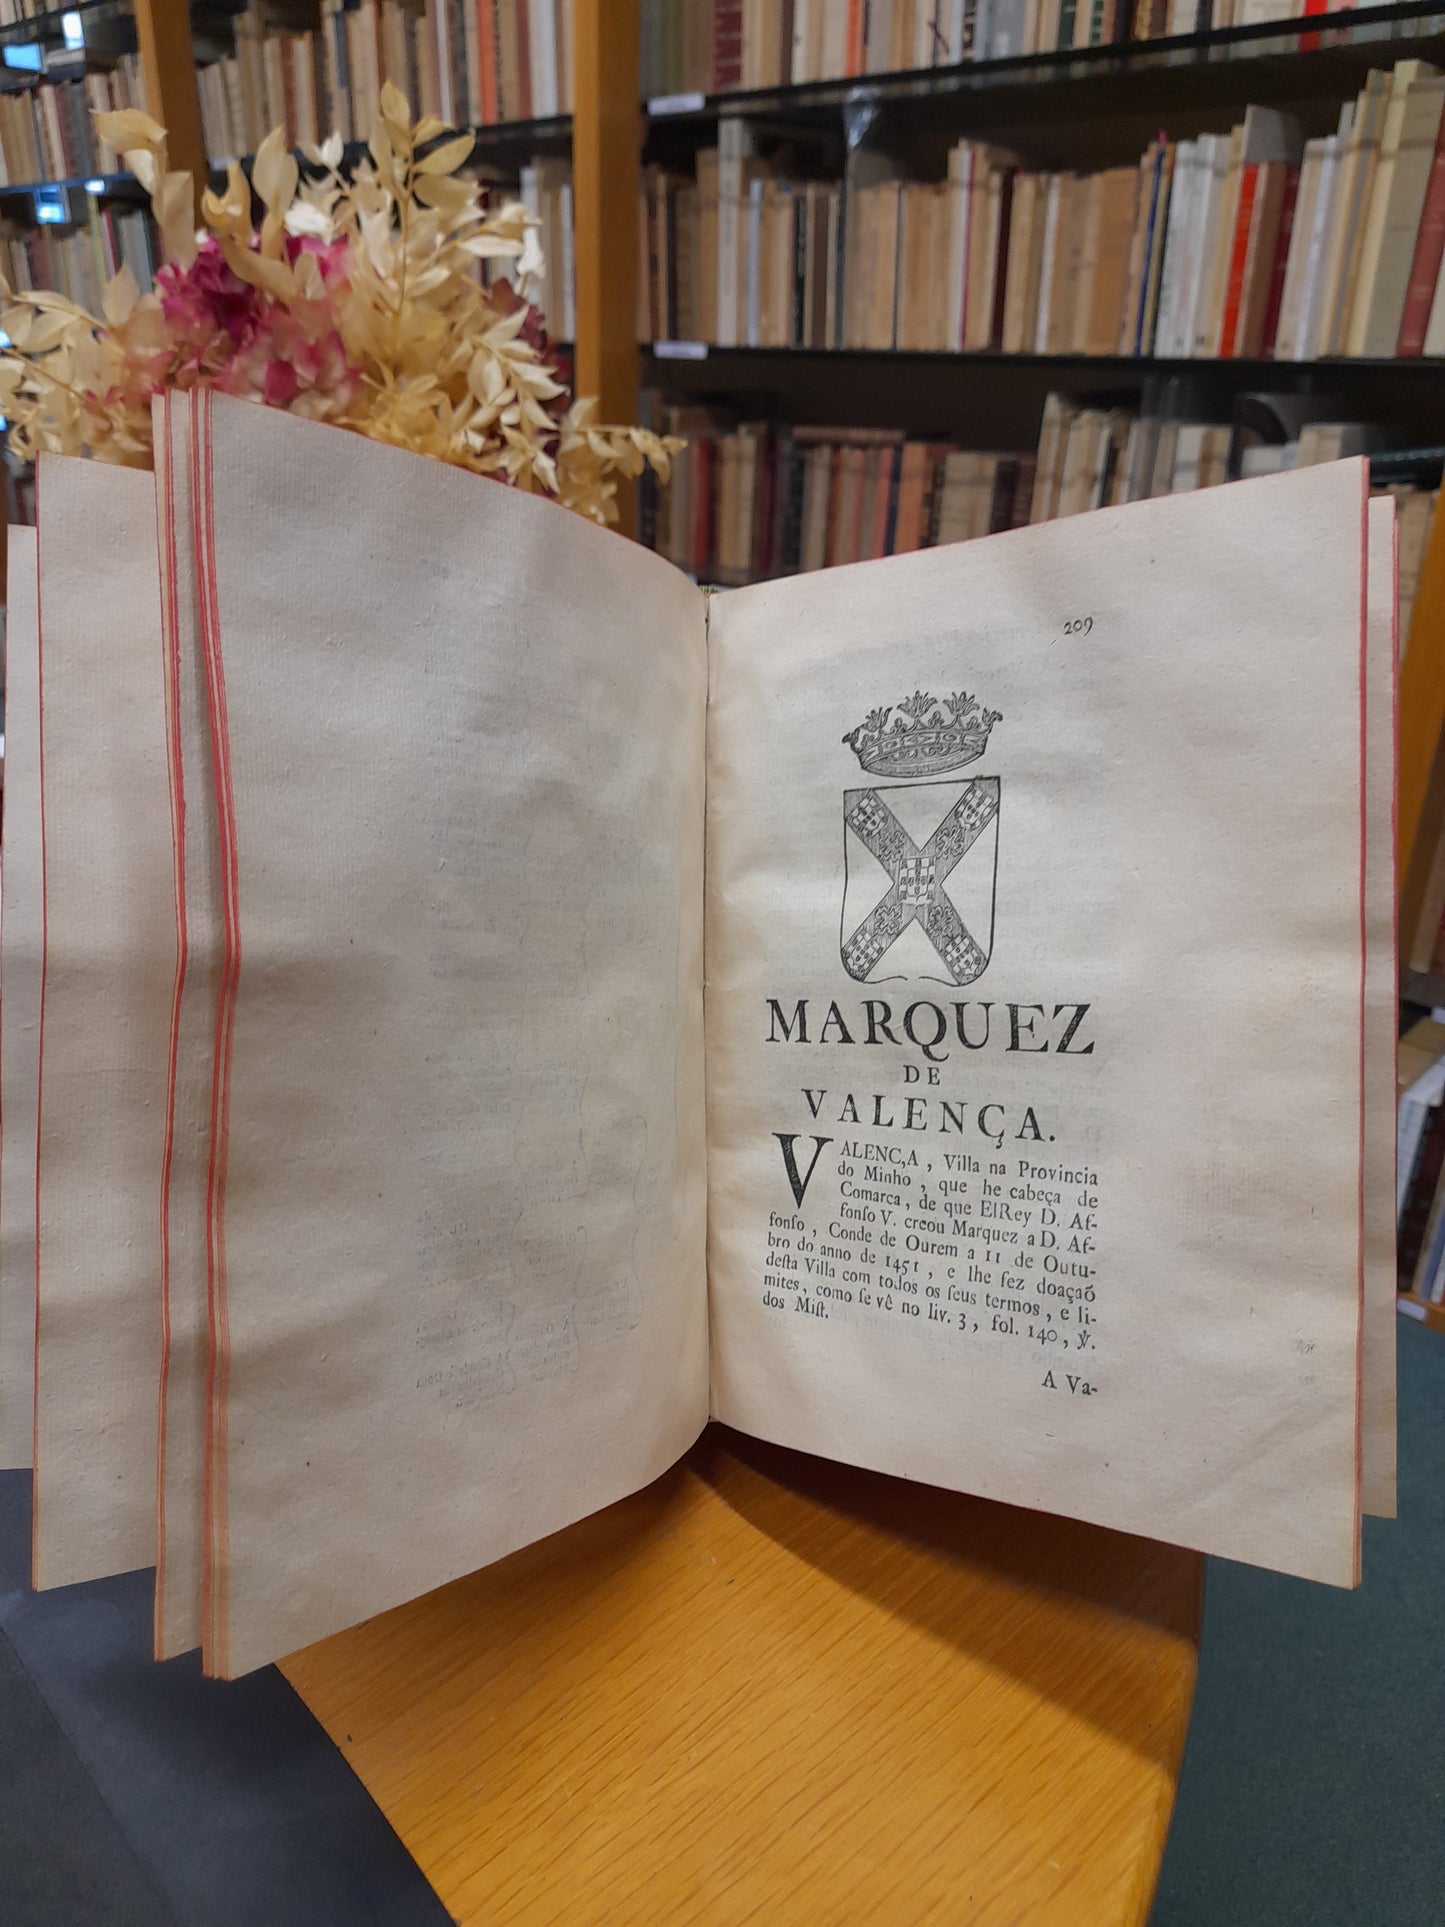 209
MARQUEZ
DE
VALENÇA.
VALENC,A , Villa na Provincia
do Minho , que he cabeça de
Comarca, de que ElRey D. Af-
fonſo V. creou Marquez a D. Af-
fonſo , Conde de Ourem a 11 de Outu-
bro do anno de 1451 , e lhe fez doaçaõ
deſta Villa com todos os ſeus termos , e li-
mites, como ſe vê no liv. 3 , fol. 140 , ℣.
dos Miſt.
A Va-